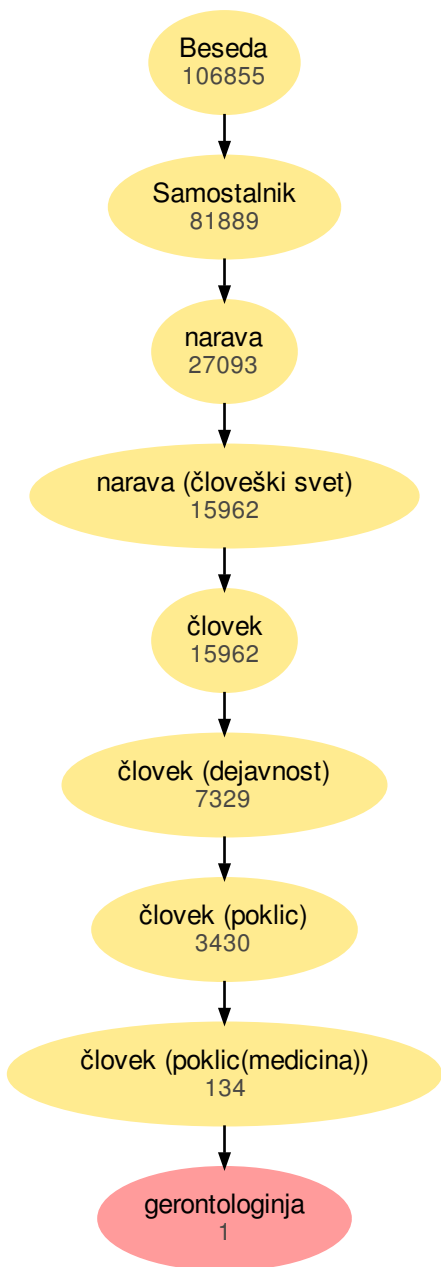 Beseda
106855
Samostalnik
81889
narava
27093
narava (človeški svet)
15962
človek
15962
človek (dejavnost)
7329
človek (poklic)
3430
človek (poklic(medicina))
134
gerontologinja
1